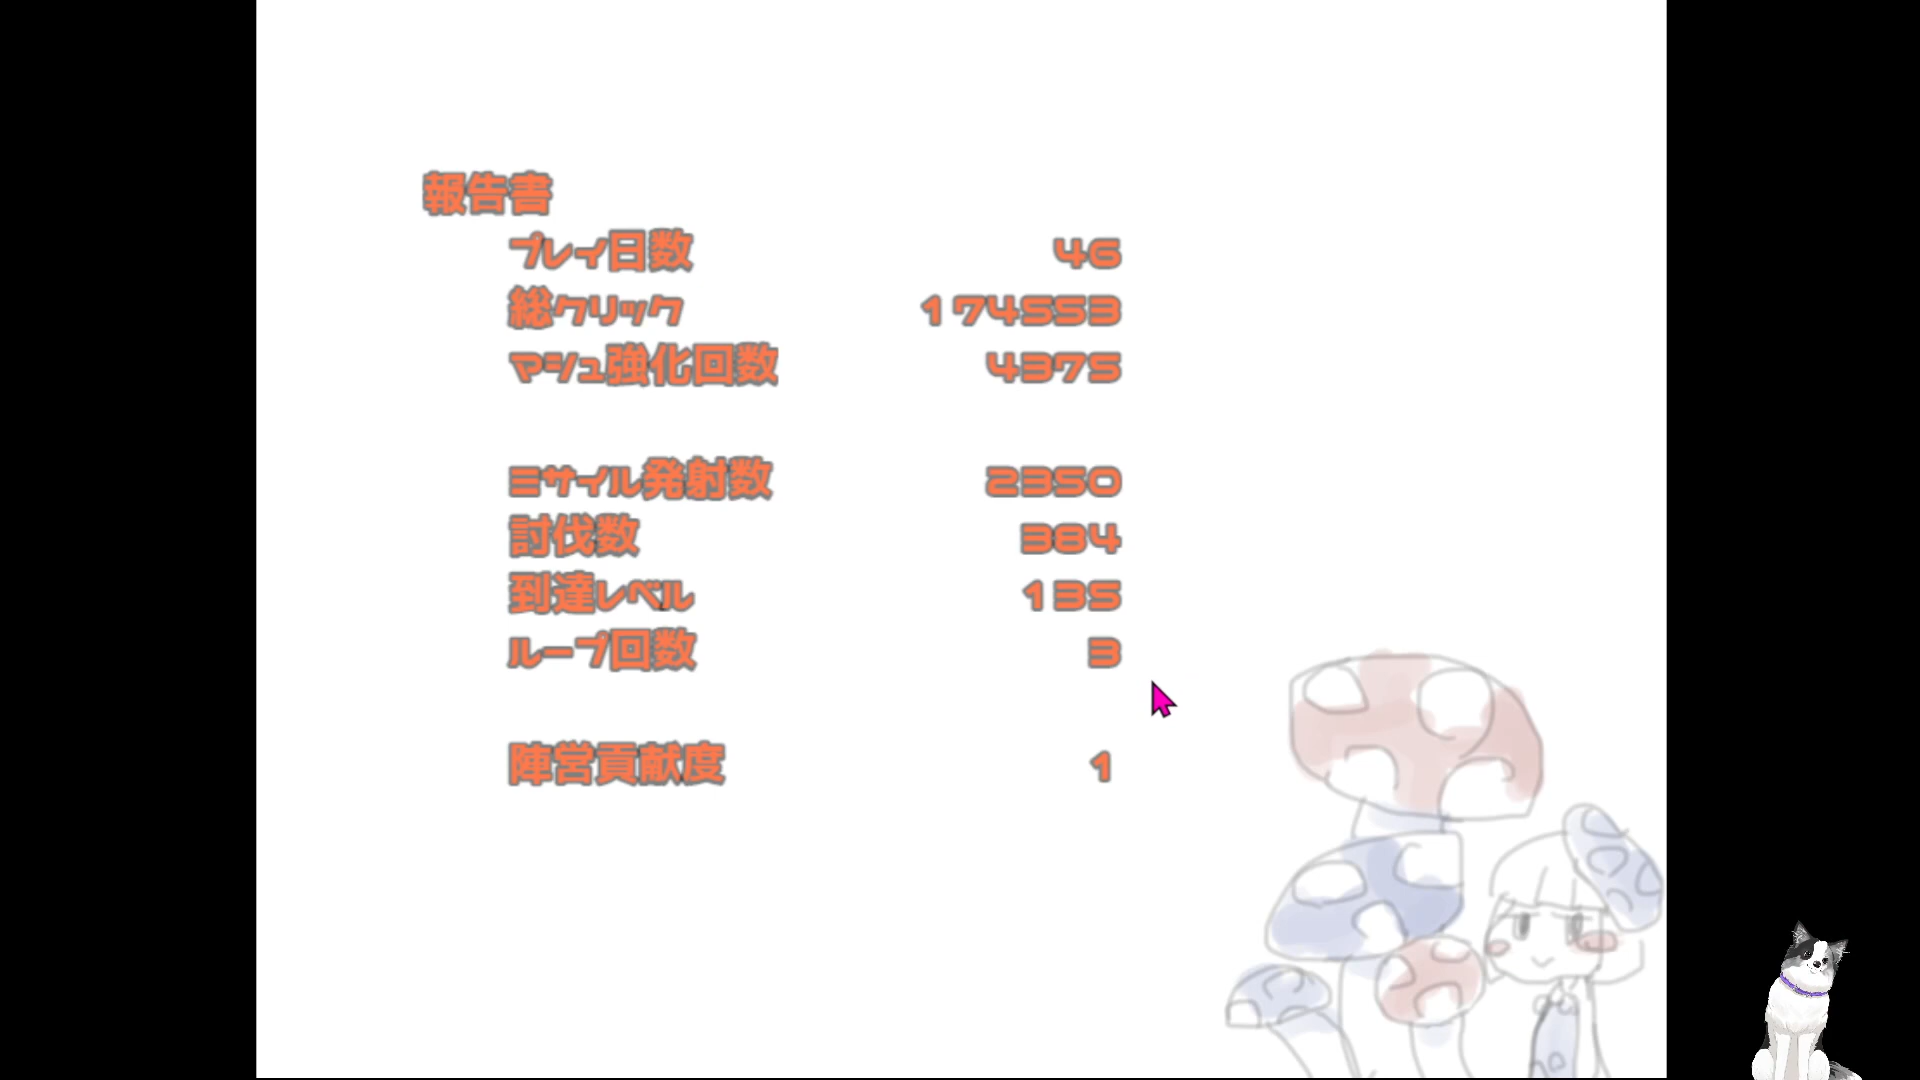 報告書
プレイ日数 46
総クリック 174553
マシュ強化回数 4375
ミサイル発射数 2350
討伐数 384
到達レベル 135
ループ回数 3
陣営貢献度 1